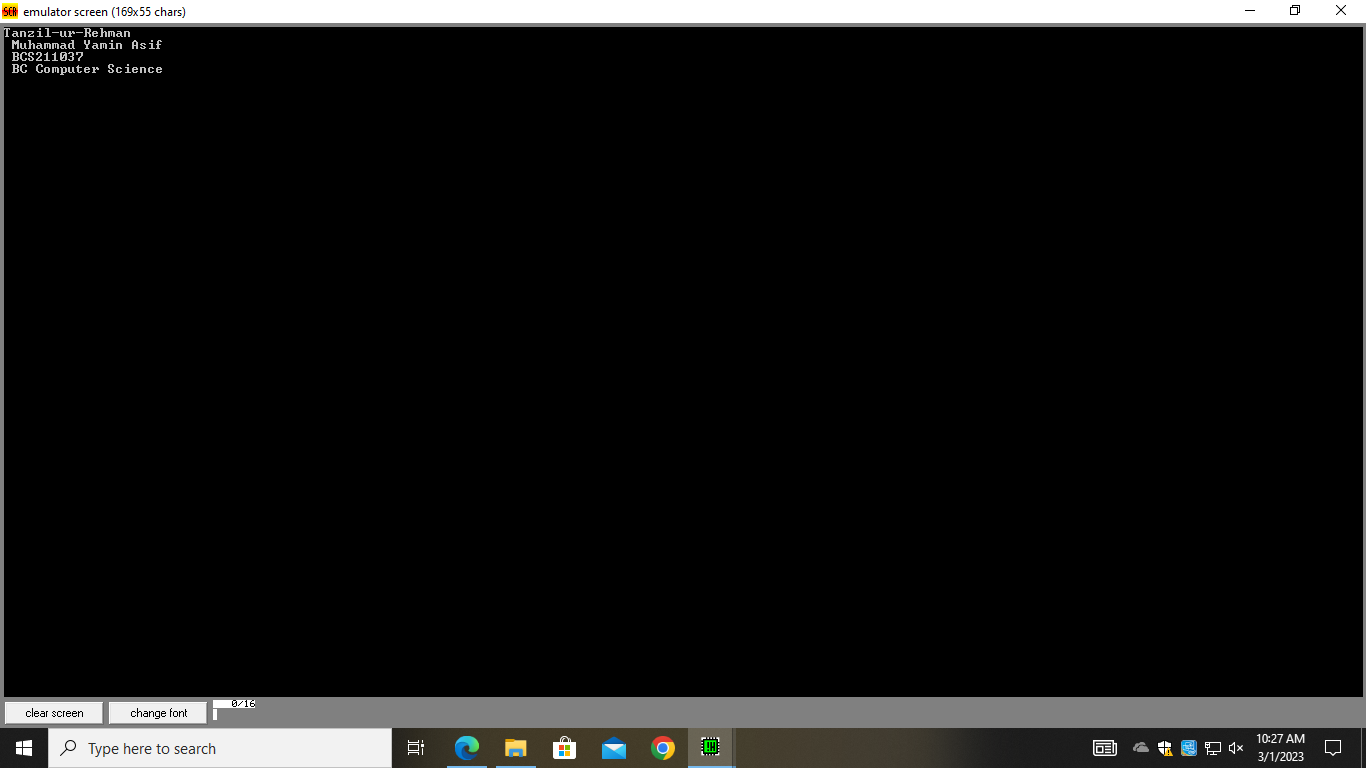 emulator screen (169x55 chars)
Tanzil-ur-Rehman
Muhammad Yamin Asif
BCS211037
BC Computer Science
clear screen
change font
0/16
Type here to search
10:27 AM
3/1/2023